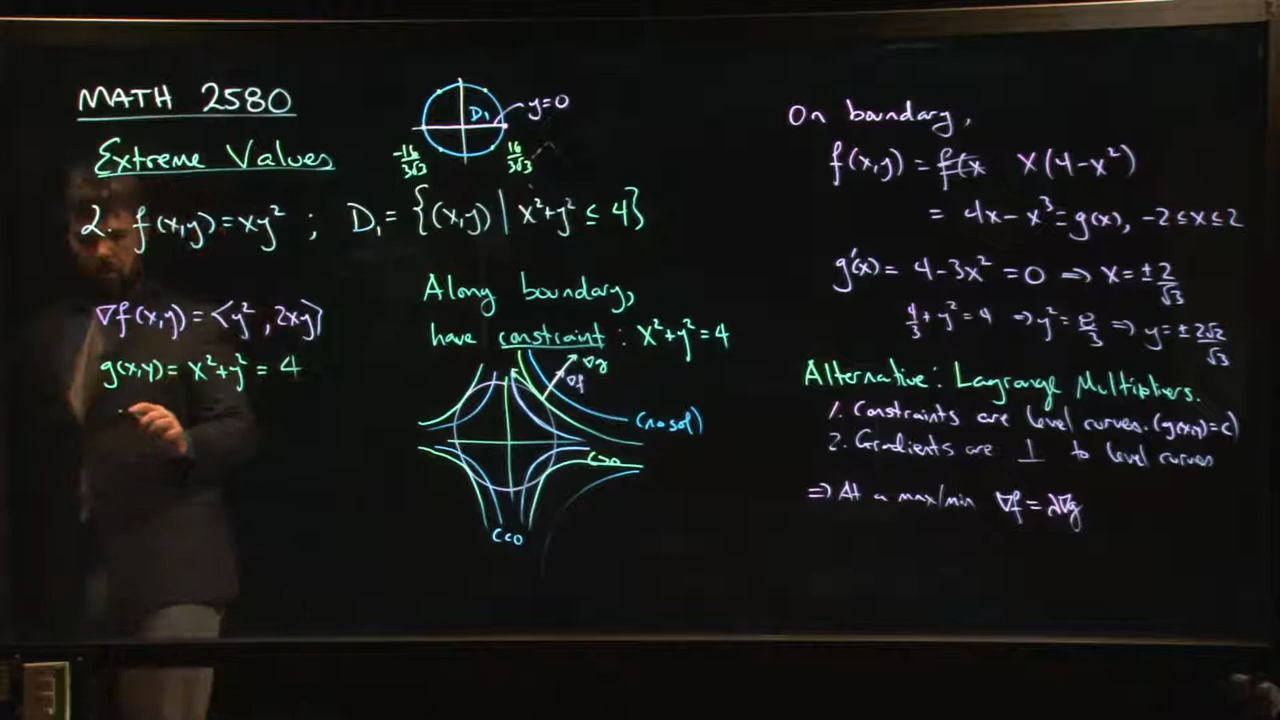 MATH 2580
Extreme Values
2. f(x,y)=xy² ; D₁ = {(x,y) | x²+y² ≤ 4}
∇f(x,y) = ⟨y², 2xy⟩
g(x,y) = x²+y² = 4
D₁
y=0
-16/3√3
16/3√3
Along boundary,
have constraint : x²+y²=4
∇g
∇f
(no sol)
C>0
C<0
On boundary,
f(x,y) = f(x x(4-x²)
= 4x-x³ = g(x), -2≤x≤2
g'(x) = 4-3x² = 0 ⇒ x = ±2/√3
4/3 + y² = 4 ⇒ y² = 8/3 ⇒ y = ±2√2/√3
Alternative: Lagrange Multipliers.
1. Constraints are level curves. (g(x,y)=c)
2. Gradients are ⊥ to level curves
⇒ At a max/min ∇f = λ∇g